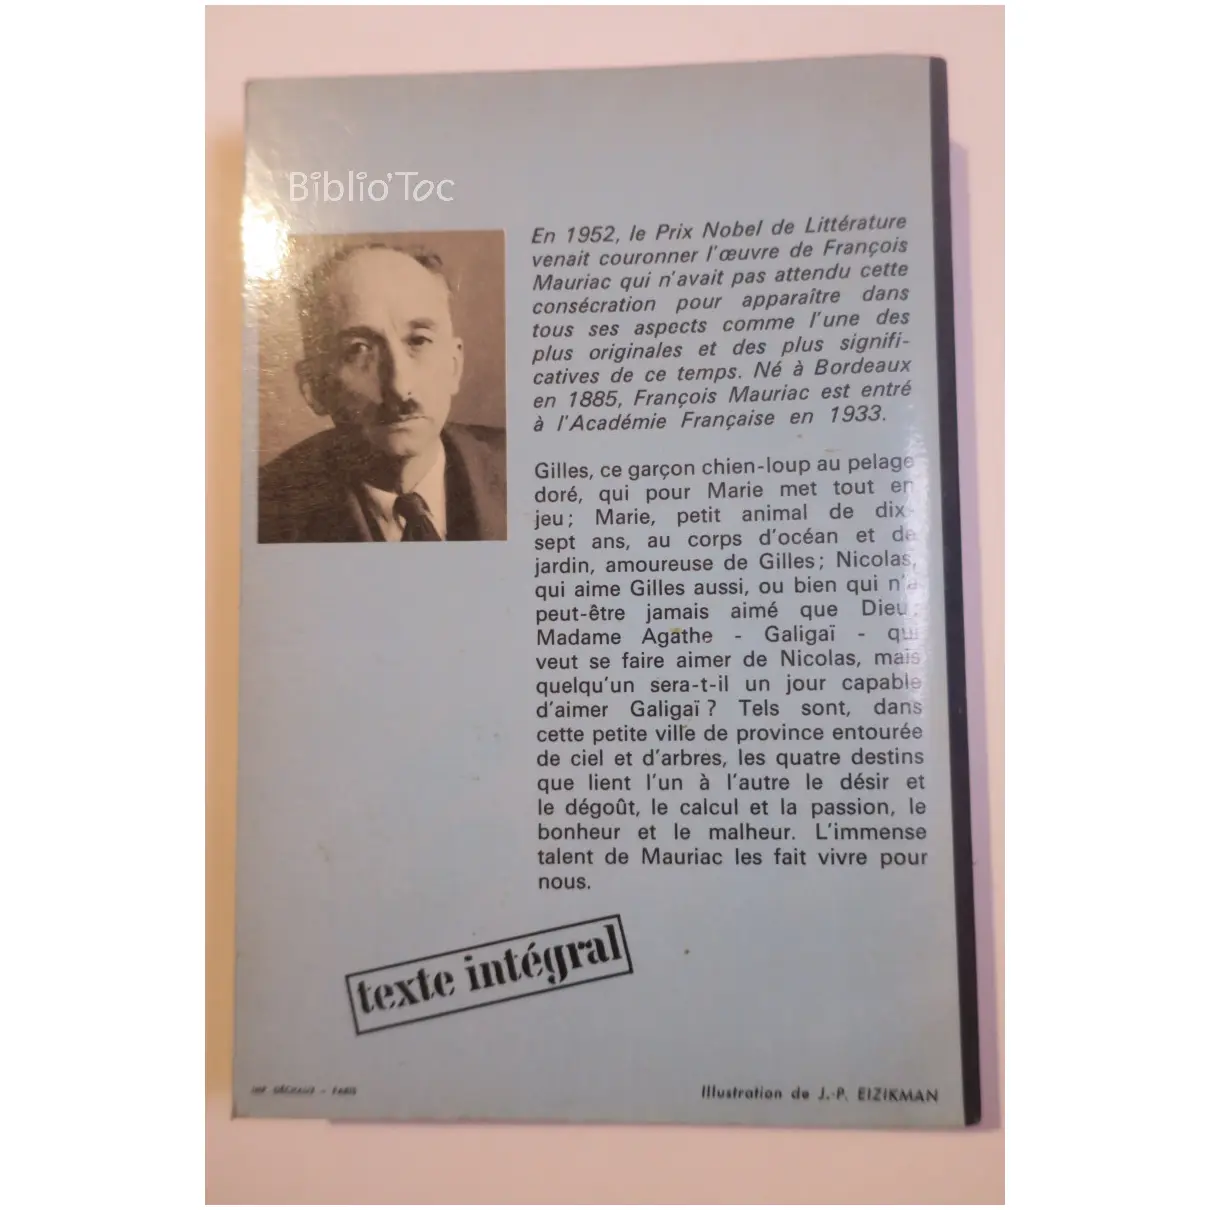 Biblio'Toc
En 1952, le Prix Nobel de Littérature
venait couronner l'œuvre de François
Mauriac qui n'avait pas attendu cette
consécration pour apparaître dans
tous ses aspects comme l'une des
plus originales et des plus signifi-
catives de ce temps. Né à Bordeaux
en 1885, François Mauriac est entré
à l'Académie Française en 1933.
Gilles, ce garçon chien-loup au pelage
doré, qui pour Marie met tout en
jeu ; Marie, petit animal de dix-
sept ans, au corps d'océan et de
jardin, amoureuse de Gilles ; Nicolas,
qui aime Gilles aussi, ou bien qui n'a
peut-être jamais aimé que Dieu ;
Madame Agathe - Galigaï - qui
veut se faire aimer de Nicolas, mais
quelqu'un sera-t-il un jour capable
d'aimer Galigaï ? Tels sont, dans
cette petite ville de province entourée
de ciel et d'arbres, les quatre destins
que lient l'un à l'autre le désir et
le dégoût, le calcul et la passion, le
bonheur et le malheur. L'immense
talent de Mauriac les fait vivre pour
nous.
texte intégral
IMP. - PARIS
Illustration de J.-P. EIZIKMAN